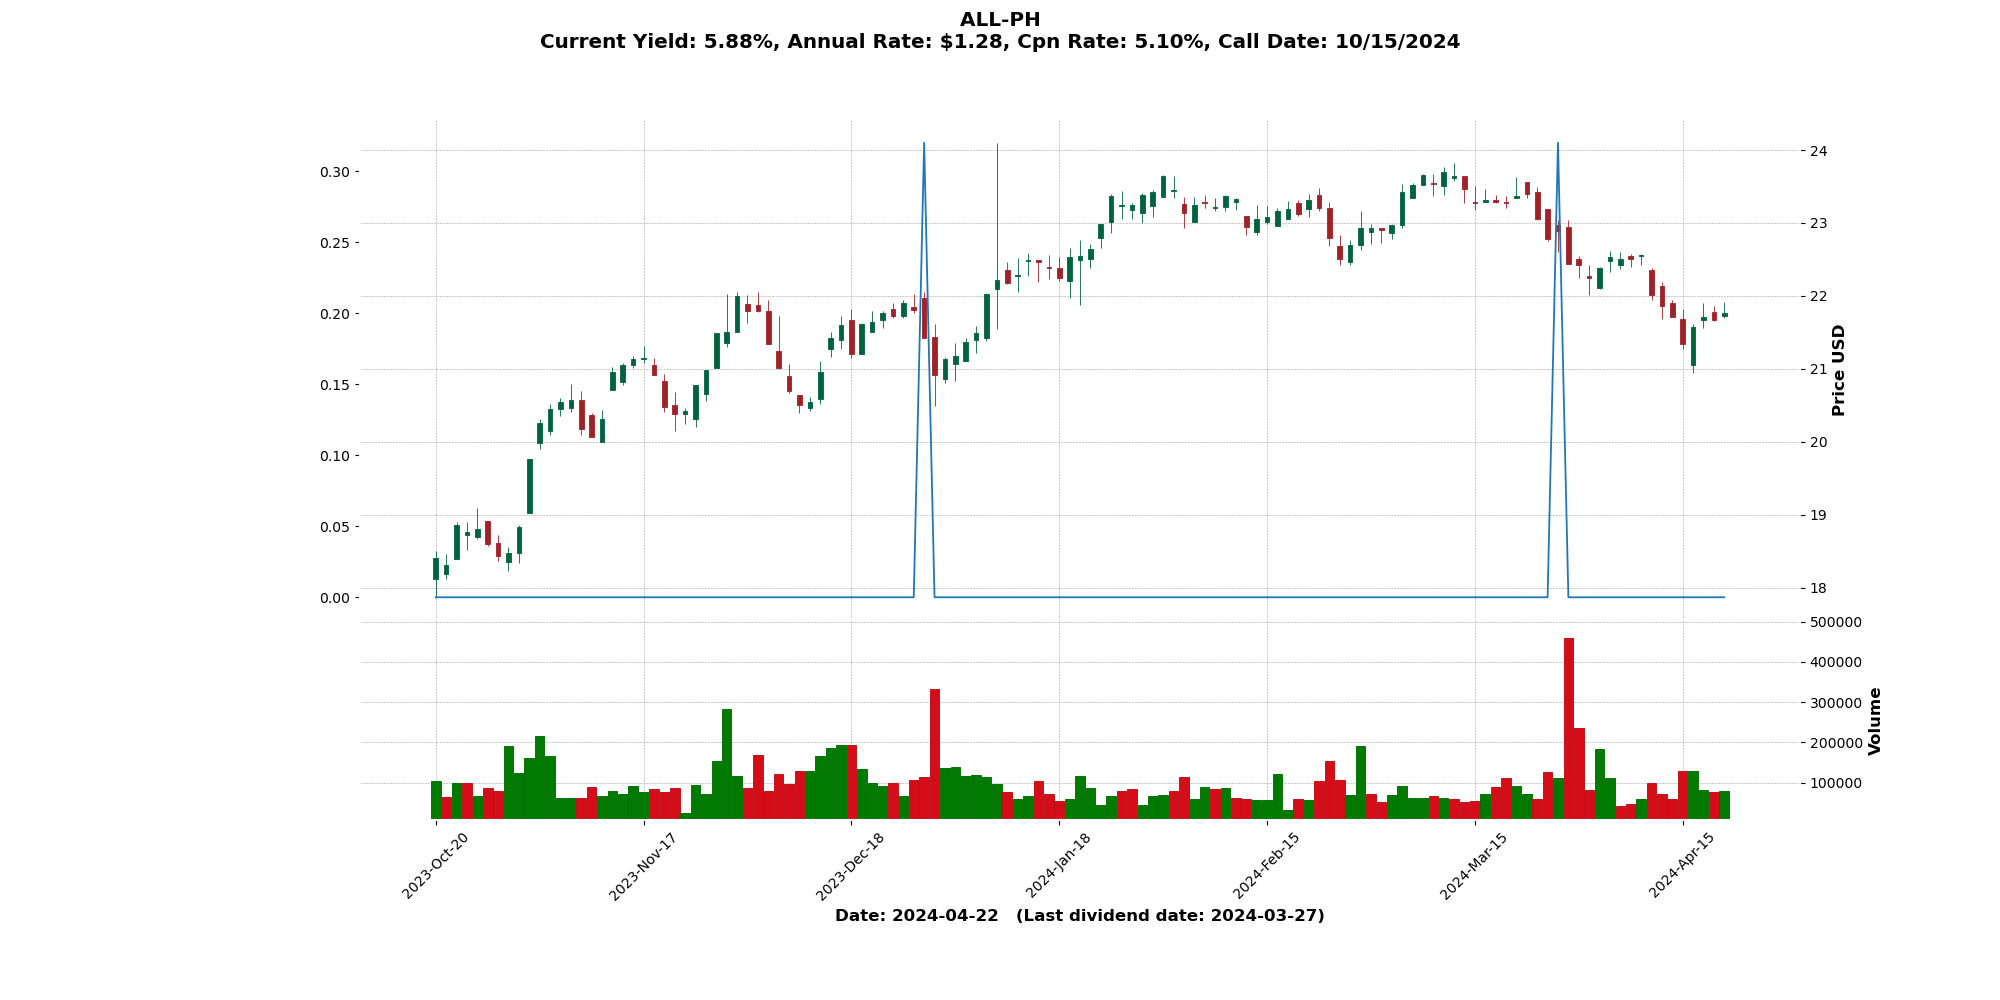 ALL-PH
Current Yield: 5.88%, Annual Rate: $1.28, Cpn Rate: 5.10%, Call Date: 10/15/2024
0.30
0.25
0.20
0.15
0.10
0.05
0.00
24
23
22
21
20
19
18
Price USD
500000
400000
300000
200000
100000
Volume
2023-Oct-20
2023-Nov-17
2023-Dec-18
2024-Jan-18
2024-Feb-15
2024-Mar-15
2024-Apr-15
Date: 2024-04-22 (Last dividend date: 2024-03-27)